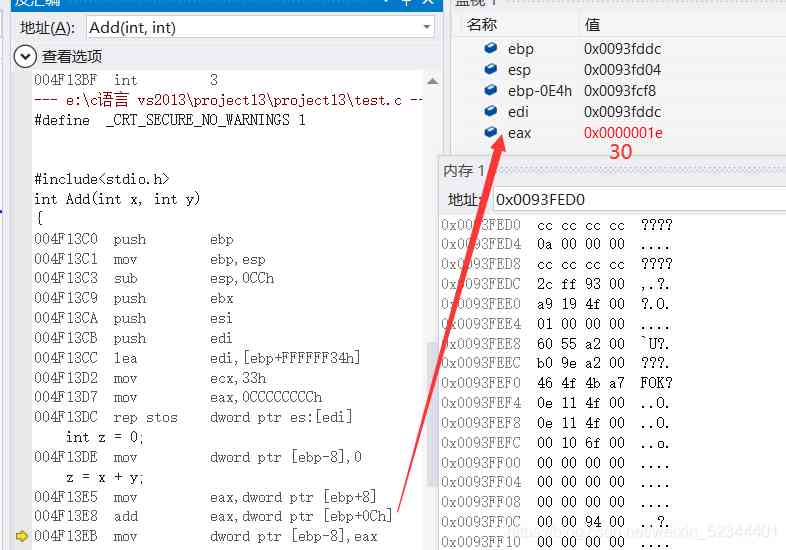 反汇编
地址(A): Add(int, int)
查看选项
004F13BF int 3
--- e:\c语言 vs2013\project13\project13\test.c --
#define _CRT_SECURE_NO_WARNINGS 1
#include<stdio.h>
int Add(int x, int y)
{
004F13C0 push ebp
004F13C1 mov ebp,esp
004F13C3 sub esp,0CCh
004F13C9 push ebx
004F13CA push esi
004F13CB push edi
004F13CC lea edi,[ebp+FFFFFF34h]
004F13D2 mov ecx,33h
004F13D7 mov eax,0CCCCCCCCh
004F13DC rep stos dword ptr es:[edi]
int z = 0;
004F13DE mov dword ptr [ebp-8],0
z = x + y;
004F13E5 mov eax,dword ptr [ebp+8]
004F13E8 add eax,dword ptr [ebp+0Ch]
004F13EB mov dword ptr [ebp-8],eax
监视 1
名称 值
ebp 0x0093fddc
esp 0x0093fd04
ebp-0E4h 0x0093fcf8
edi 0x0093fddc
eax 0x0000001e
30
内存 1
地址: 0x0093FED0
0x0093FED0 cc cc cc cc ????
0x0093FED4 0a 00 00 00 ....
0x0093FED8 cc cc cc cc ????
0x0093FEDC 2c ff 93 00 ,.?.
0x0093FEE0 a9 19 4f 00 ?.O.
0x0093FEE4 01 00 00 00 ....
0x0093FEE8 60 55 a2 00 `U?.
0x0093FEEC b0 9e a2 00 ???.
0x0093FEF0 46 4f 4b a7 FOK?
0x0093FEF4 0e 11 4f 00 ..O.
0x0093FEF8 0e 11 4f 00 ..O.
0x0093FEFC 00 10 6f 00 ..o.
0x0093FF00 00 00 00 00 ....
0x0093FF04 00 00 00 00 ....
0x0093FF08 00 00 00 00 ....
0x0093FF0C 00 00 94 00 ..?.
0x0093FF10 00 00 00 00 ....
net/weixin_52344401